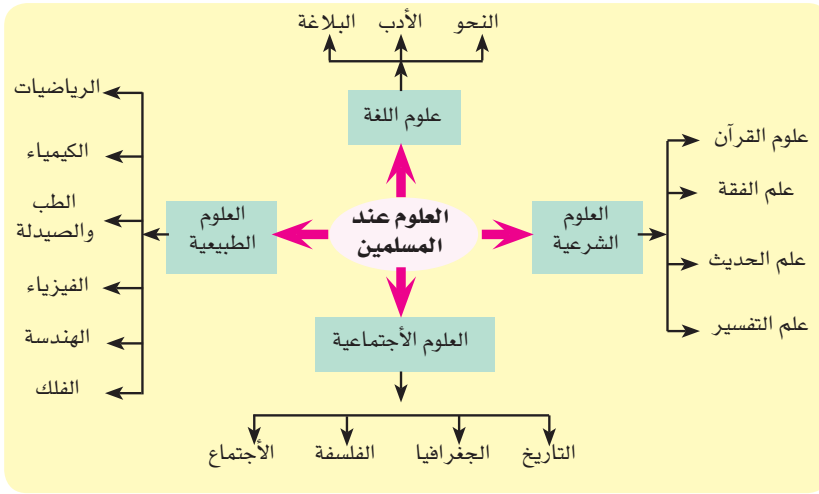 النحو
الأدب
البلاغة
علوم اللغة
العلوم عند
المسلمين
العلوم
الشرعية
علوم القرآن
علم الفقة
علم الحديث
علم التفسير
العلوم
الطبيعية
الرياضيات
الكيمياء
الطب
والصيدلة
الفيزياء
الهندسة
الفلك
العلوم الأجتماعية
التاريخ
الجغرافيا
الفلسفة
الأجتماع